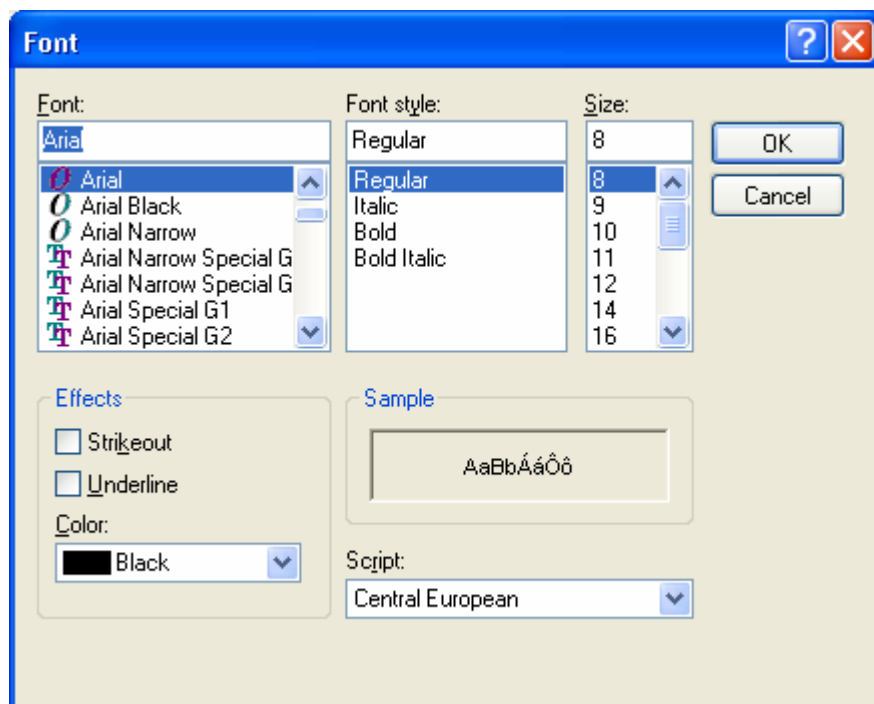 Font
Font:
Arial
Arial
Arial Black
Arial Narrow
Arial Narrow Special G
Arial Narrow Special G
Arial Special G1
Arial Special G2
Font style:
Regular
Regular
Italic
Bold
Bold Italic
Size:
8
8
9
10
11
12
14
16
OK
Cancel
Effects
Strikeout
Underline
Color:
Black
Sample
AaBbÁáÔô
Script:
Central European